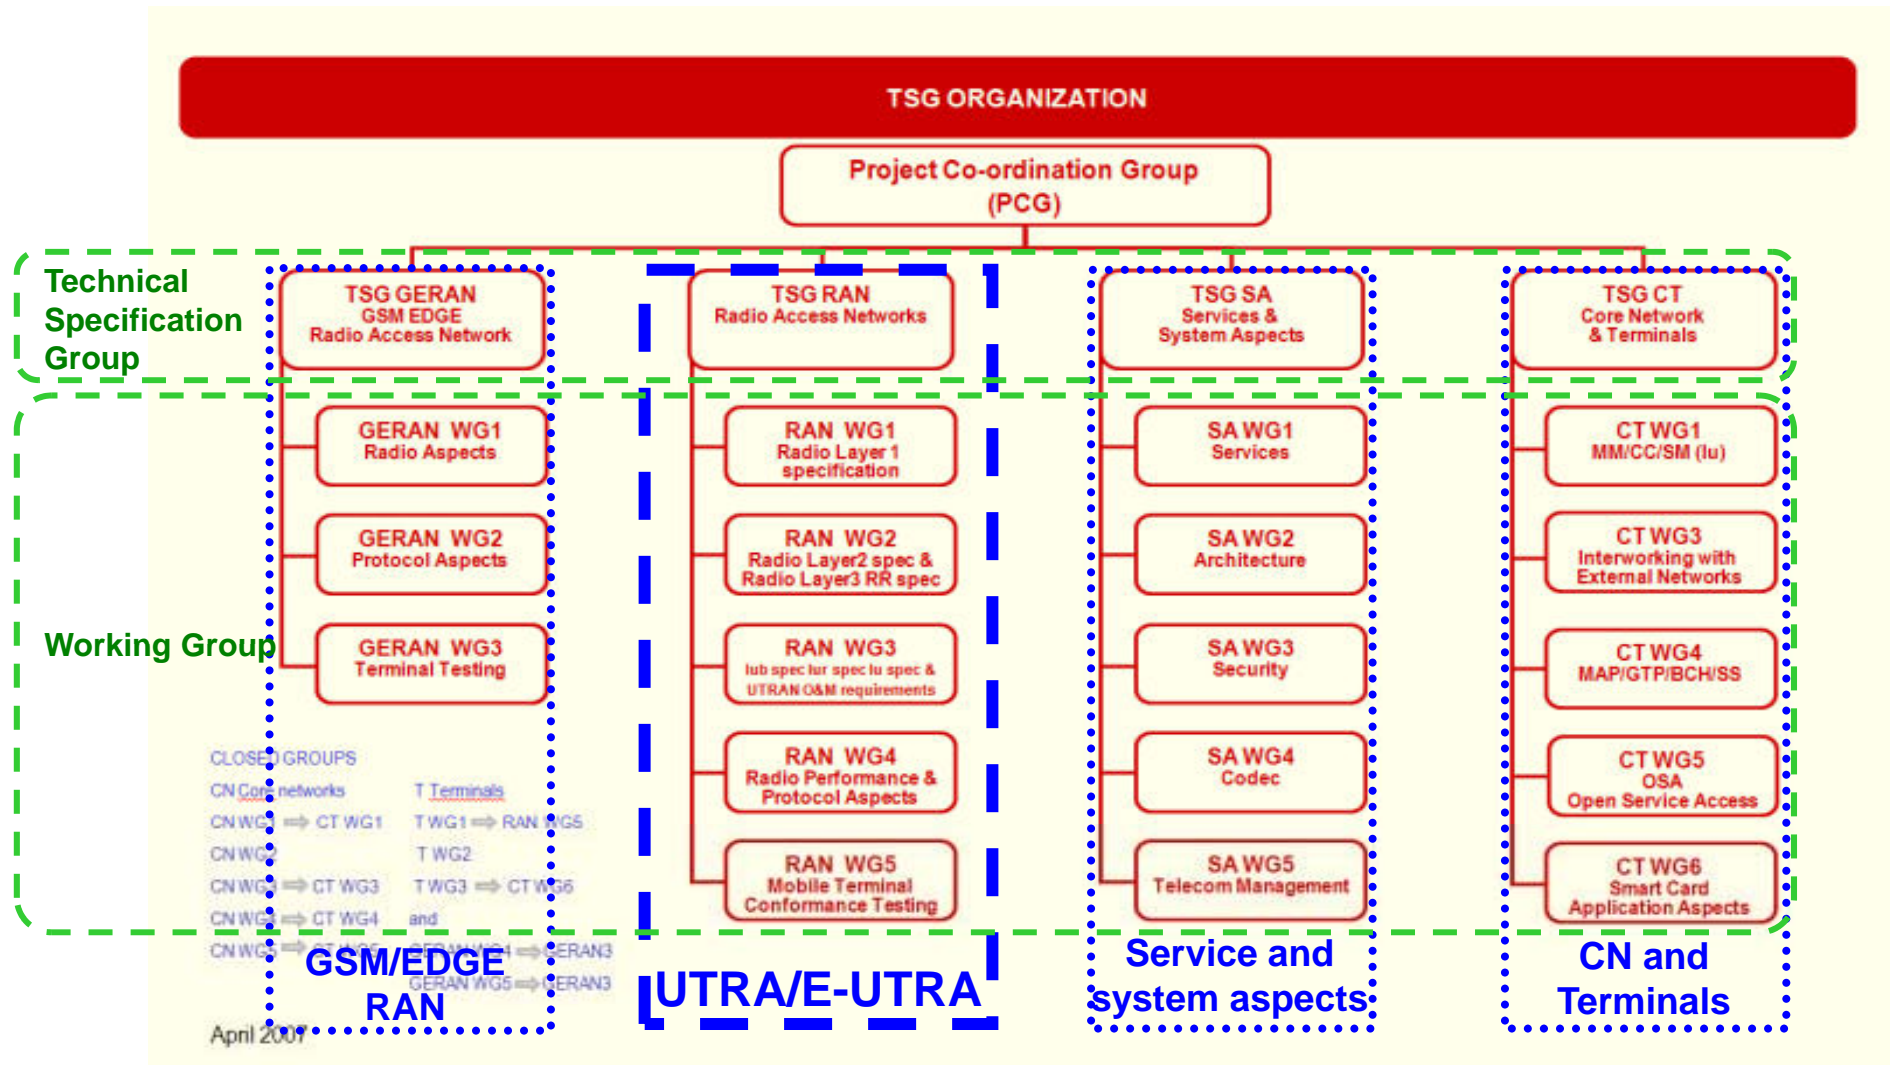 TSG ORGANIZATION
Project Co-ordination Group
(PCG)
Technical
Specification
Group
TSG GERAN
GSM EDGE
Radio Access Network
TSG RAN
Radio Access Networks
TSG SA
Services &
System Aspects
TSG CT
Core Network
& Terminals
Working Group
GERAN WG1
Radio Aspects
GERAN WG2
Protocol Aspects
GERAN WG3
Terminal Testing
RAN WG1
Radio Layer 1
specification
RAN WG2
Radio Layer2 spec &
Radio Layer3 RR spec
RAN WG3
Iub spec Iur spec Iu spec &
UTRAN O&M requirements
RAN WG4
Radio Performance &
Protocol Aspects
RAN WG5
Mobile Terminal
Conformance Testing
SA WG1
Services
SA WG2
Architecture
SA WG3
Security
SA WG4
Codec
SA WG5
Telecom Management
CT WG1
MM/CC/SM (Iu)
CT WG3
Interworking with
External Networks
CT WG4
MAP/GTP/BCH/SS
CT WG5
OSA
Open Service Access
CT WG6
Smart Card
Application Aspects
CLOSED GROUPS
CN Core networks T Terminals
CN WG1 ⇒ CT WG1 T WG1 ⇒ RAN WG5
CN WG2 T WG2
CN WG3 ⇒ CT WG3 T WG3 ⇒ CT WG6
CN WG4 ⇒ CT WG4 and
CN WG5 ⇒ CT WG5 GERAN WG4 ⇒ GERAN3
GERAN WG5 ⇒ GERAN3
April 2007
GSM/EDGE
RAN
UTRA/E-UTRA
Service and
system aspects
CN and
Terminals